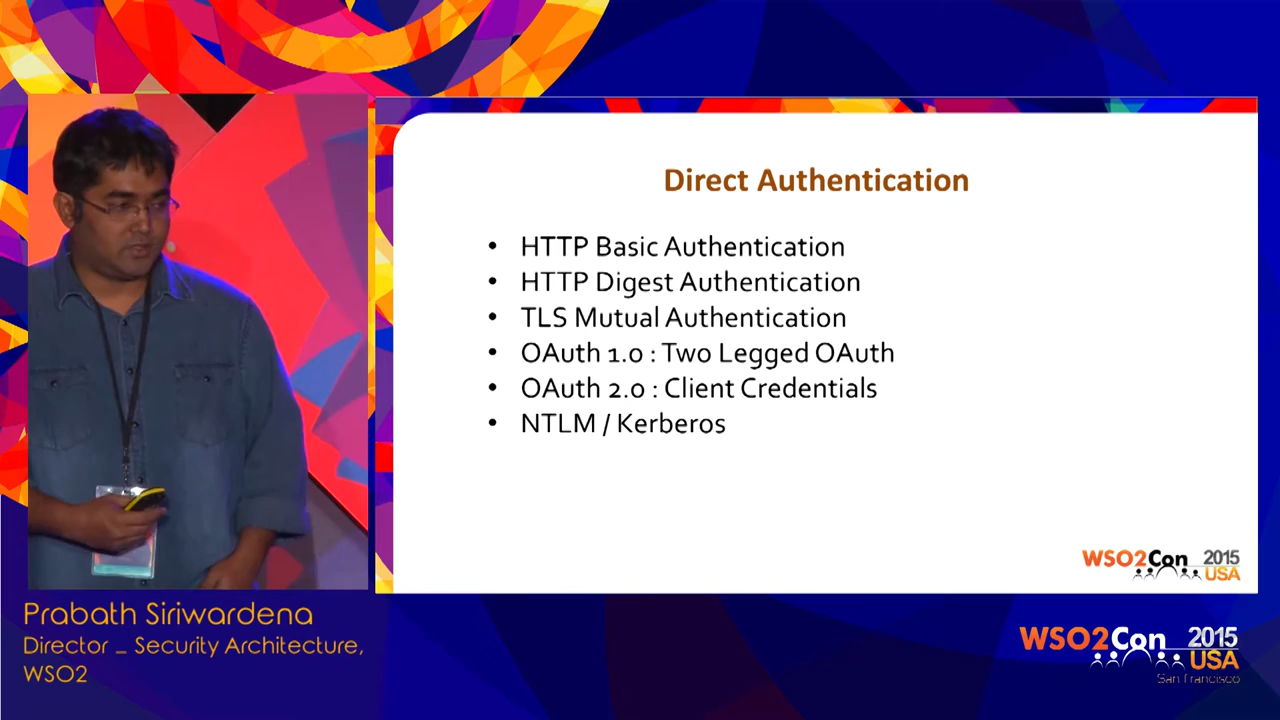 Direct Authentication
• HTTP Basic Authentication
• HTTP Digest Authentication
• TLS Mutual Authentication
• OAuth 1.0 : Two Legged OAuth
• OAuth 2.0 : Client Credentials
• NTLM / Kerberos
WSO2Con 2015
USA
Prabath Siriwardena
Director _ Security Architecture,
WSO2
WSO2Con 2015
USA
San Francisco